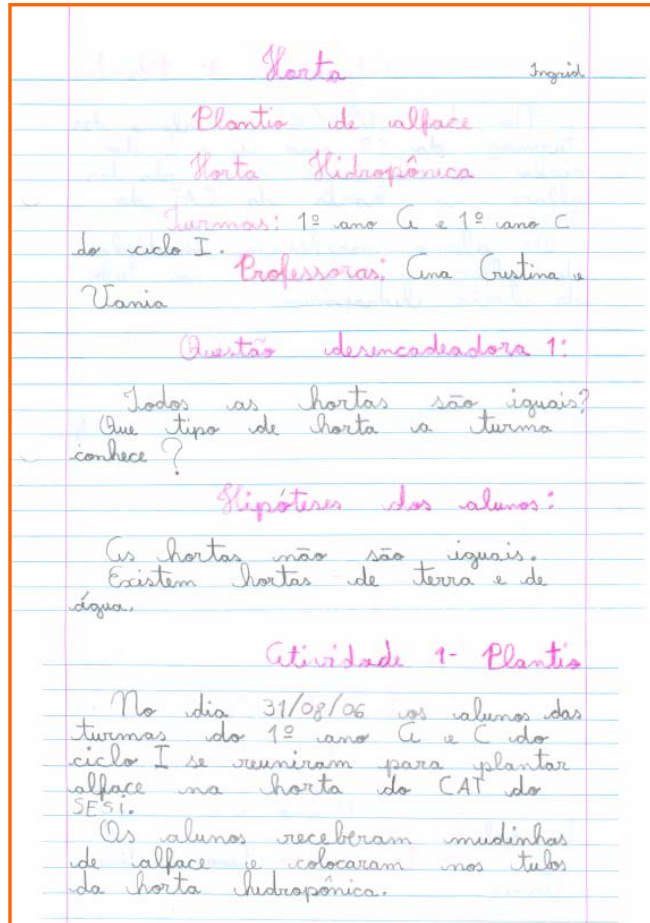 Horta Ingrid
Plantio de alface
Horta Hidropônica
Turmas: 1º ano A e 1º ano C
do ciclo I.
Professoras: Ana Cristina e
Vania
Questão desencadeadora 1:
Todos as hortas são iguais?
Que tipo de horta a turma
conhece?
Hipóteses dos alunos:
As hortas não são iguais.
Existem hortas de terra e de
água.
Atividade 1- Plantio
No dia 31/08/06 os alunos das
turmas do 1º ano A e C do
ciclo I se reuniram para plantar
alface na horta do CAT do
SESI.
Os alunos receberam mudinhas
de alface e colocaram nos tulos
da horta hidropônica.